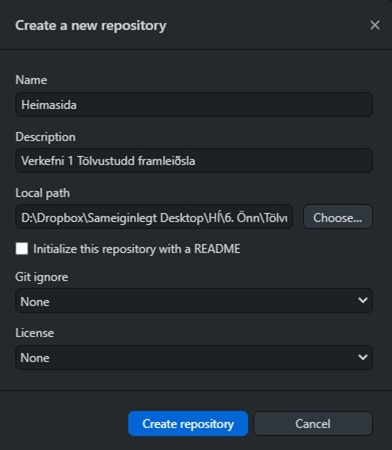 Create a new repository
Name
Heimasida
Description
Verkefni 1 Tölvustudd framleiðsla
Local path
D:\Dropbox\Sameiginlegt Desktop\HÍ\6. Önn\Tölv
Choose...
Initialize this repository with a README
Git ignore
None
License
None
Create repository
Cancel